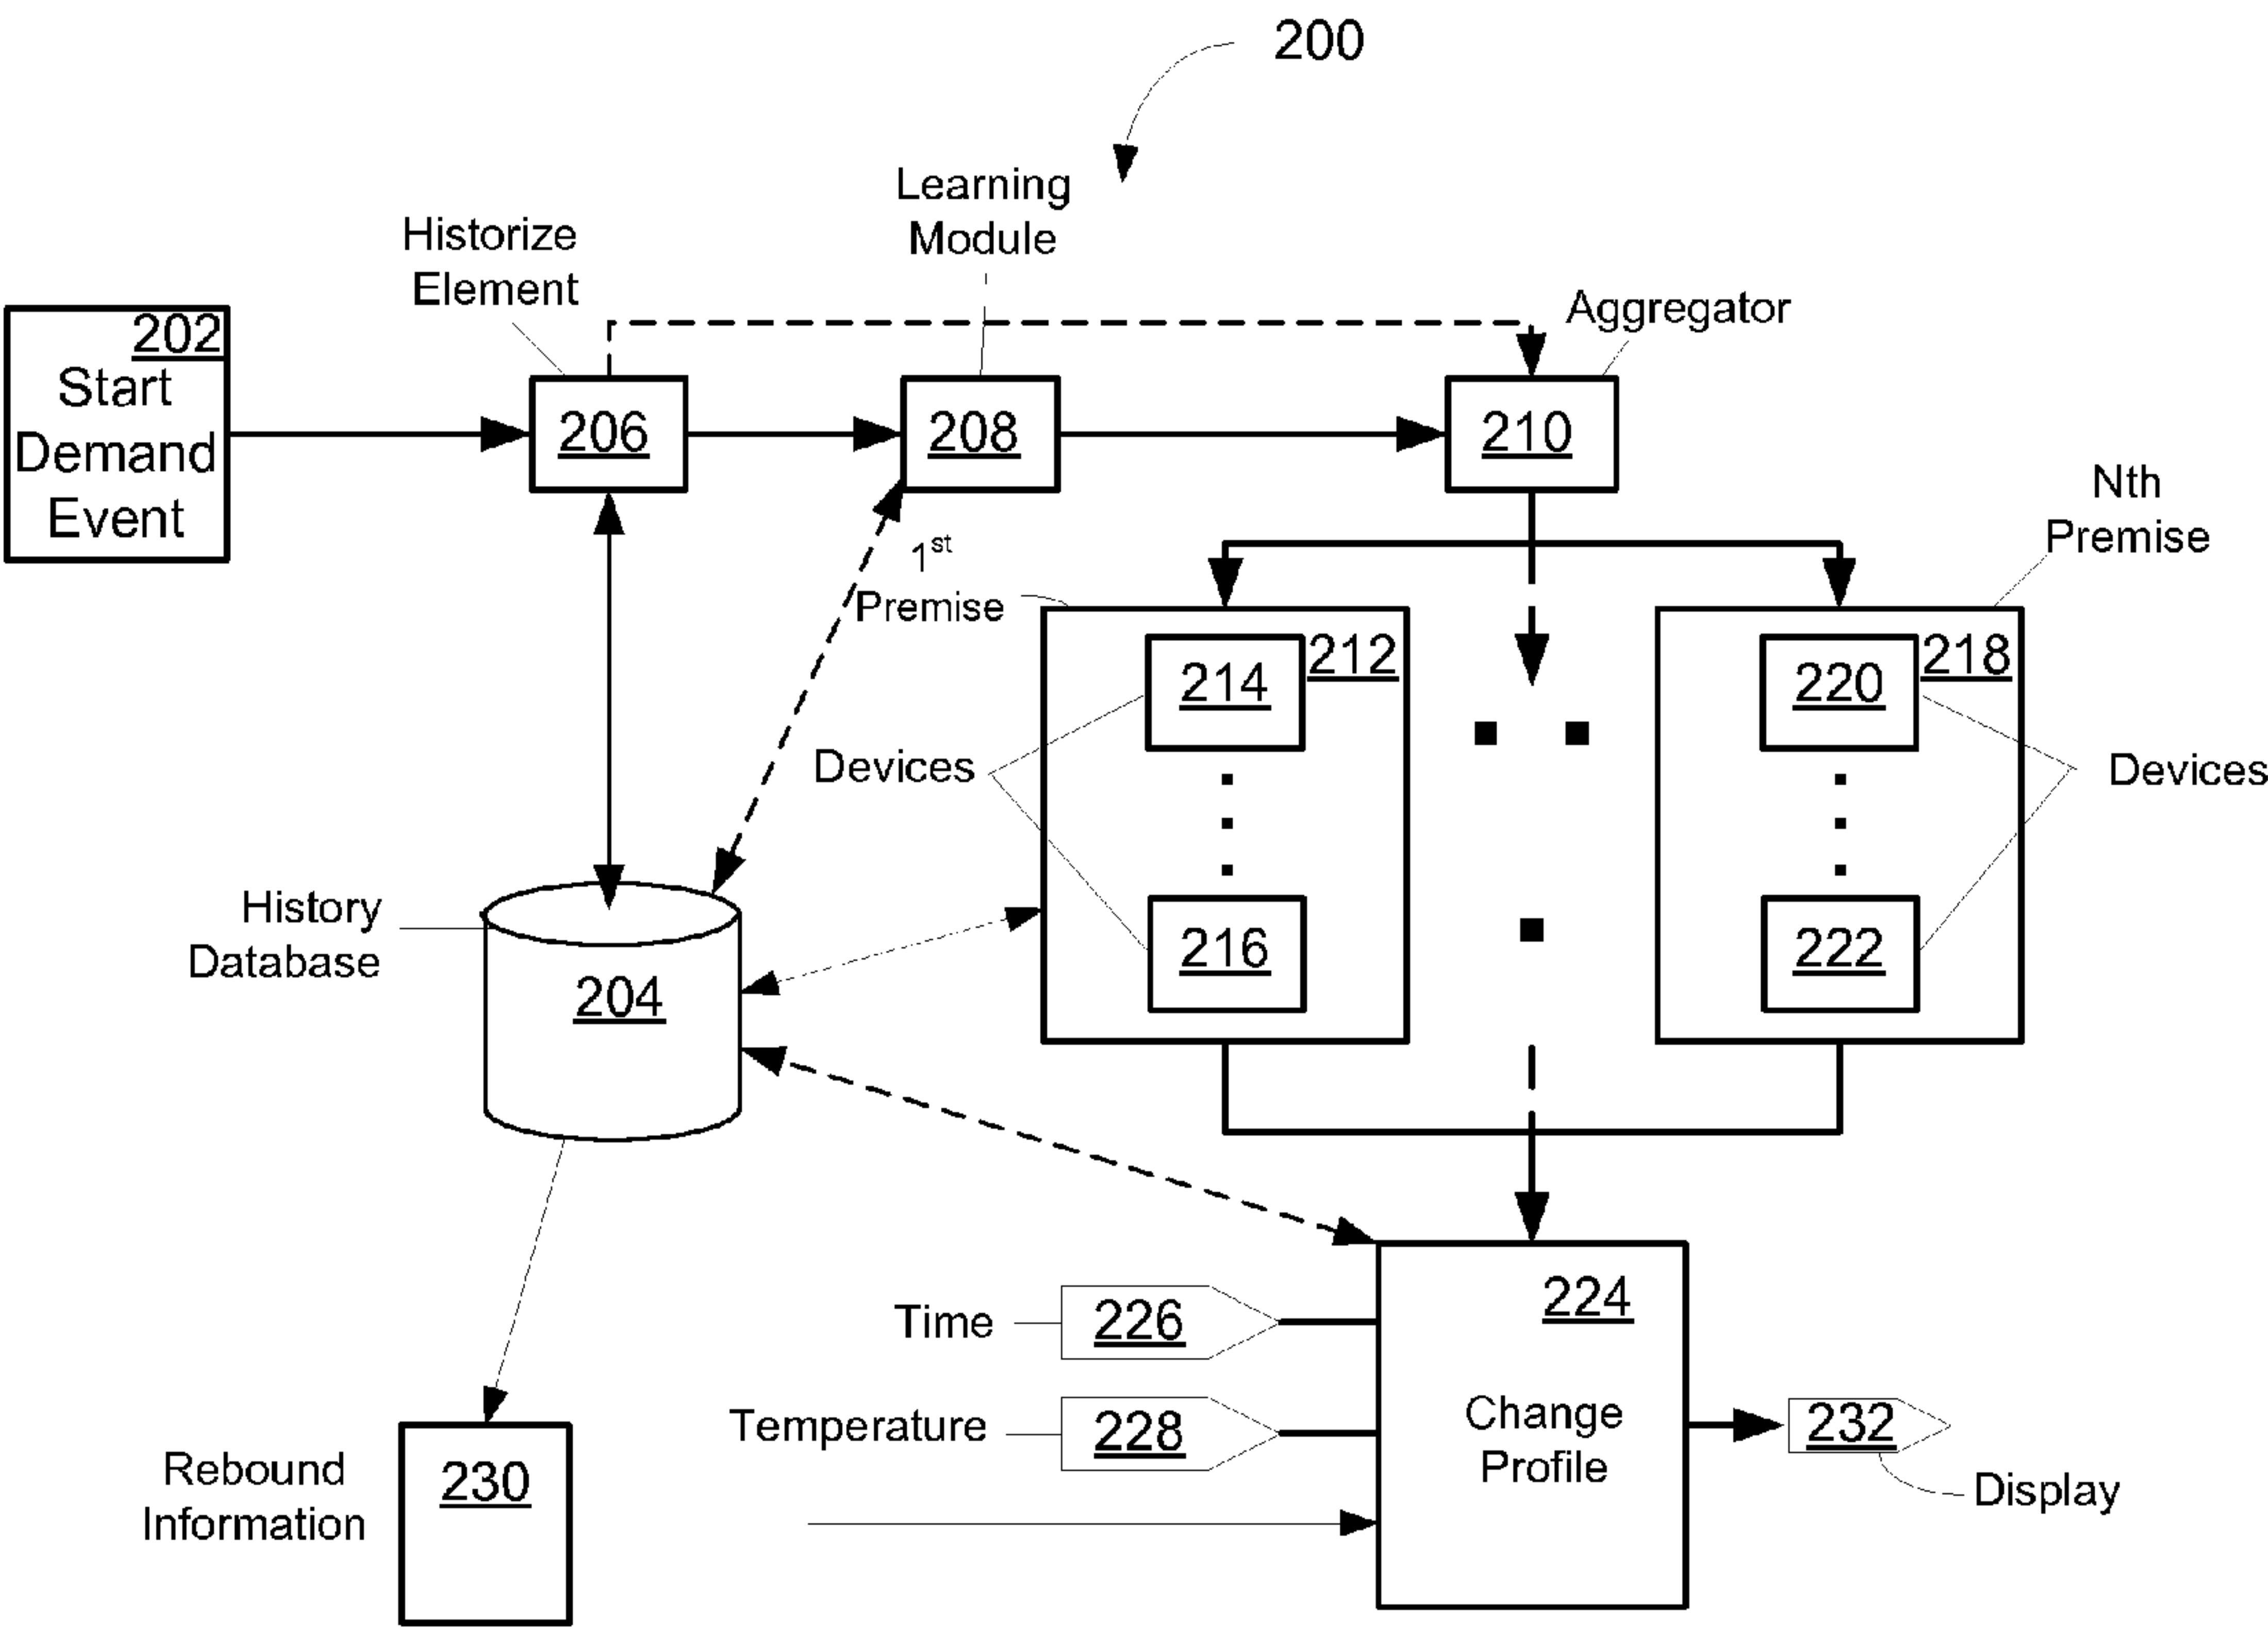 200
Learning
Module
Historize
Element
Aggregator
202
Start
Demand
Event
206
208
210
Nth
Premise
1st
Premise
212
214
218
220
Devices
Devices
216
222
History
Database
204
224
Change
Profile
Time
226
Temperature
228
232
Display
Rebound
Information
230